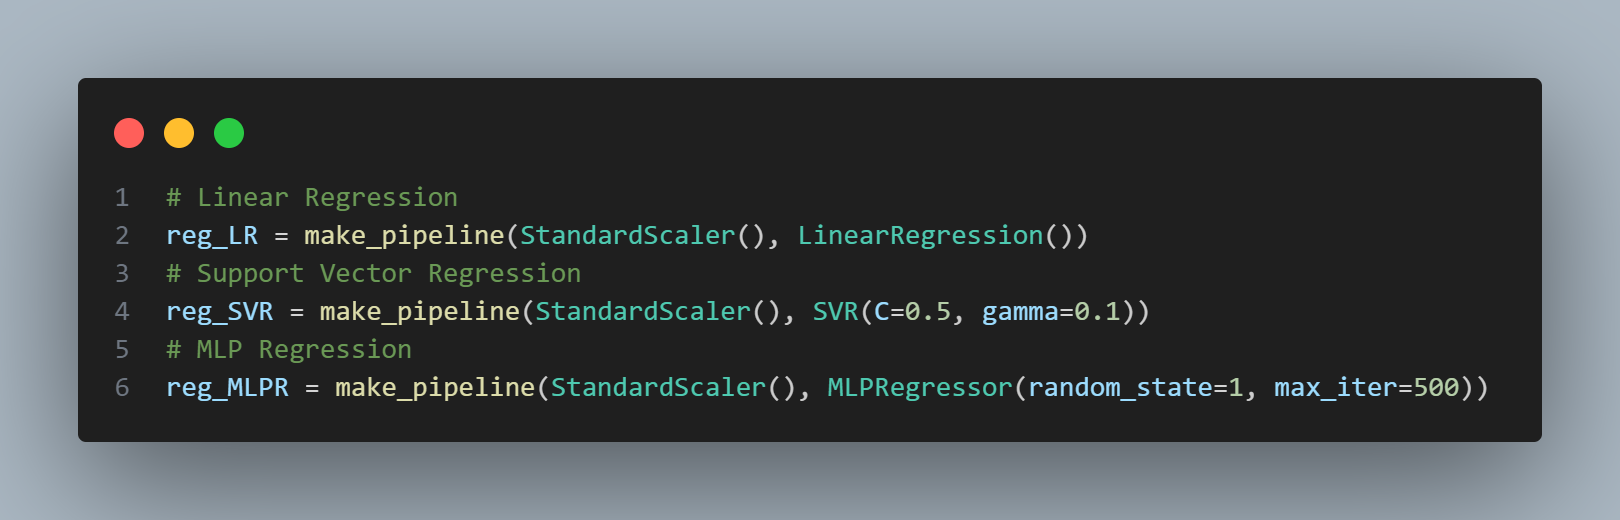 1 # Linear Regression
2 reg_LR = make_pipeline(StandardScaler(), LinearRegression())
3 # Support Vector Regression
4 reg_SVR = make_pipeline(StandardScaler(), SVR(C=0.5, gamma=0.1))
5 # MLP Regression
6 reg_MLPR = make_pipeline(StandardScaler(), MLPRegressor(random_state=1, max_iter=500))